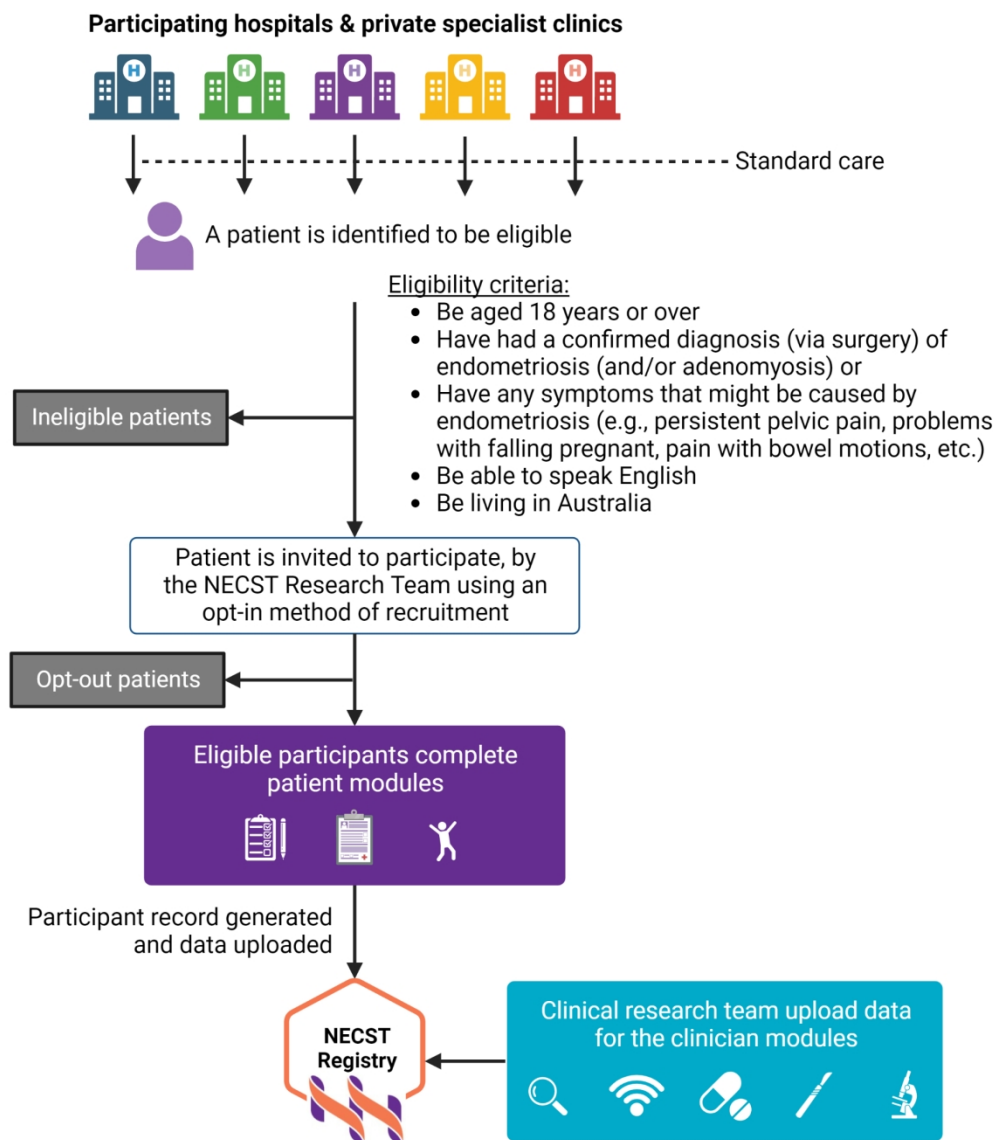 Participating hospitals & private specialist clinics
H
H
H
H
H
Standard care
A patient is identified to be eligible
Eligibility criteria:
• Be aged 18 years or over
• Have had a confirmed diagnosis (via surgery) of
endometriosis (and/or adenomyosis) or
• Have any symptoms that might be caused by
endometriosis (e.g., persistent pelvic pain, problems
with falling pregnant, pain with bowel motions, etc.)
• Be able to speak English
• Be living in Australia
Ineligible patients
Patient is invited to participate, by
the NECST Research Team using an
opt-in method of recruitment
Opt-out patients
Eligible participants complete
patient modules
Participant record generated
and data uploaded
NECST
Registry
Clinical research team upload data
for the clinician modules